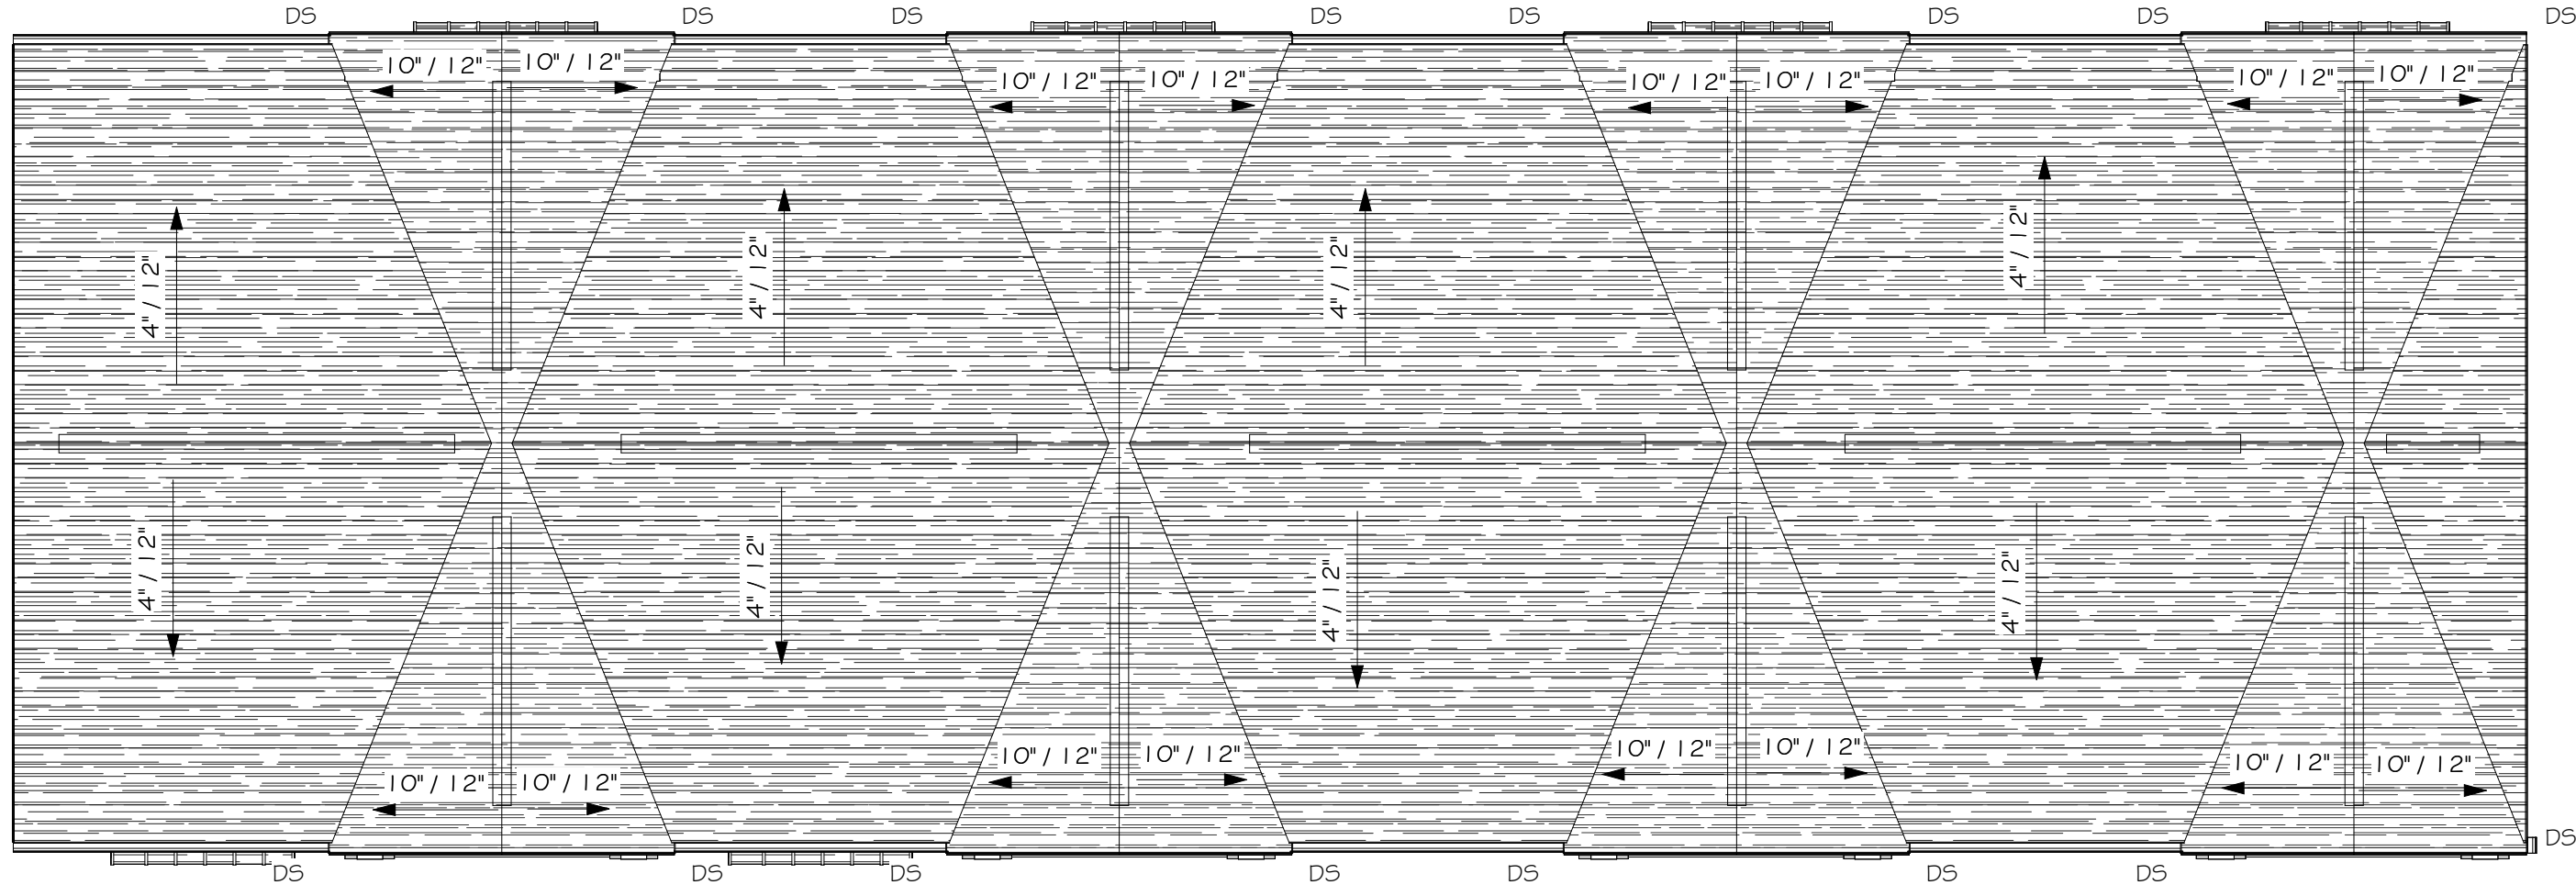 DS DS DS DS DS DS DS DS
10" / 12" 10" / 12" 10" / 12" 10" / 12" 10" / 12" 10" / 12" 10" / 12" 10" / 12"
4" / 12" 4" / 12" 4" / 12" 4" / 12"
4" / 12" 4" / 12" 4" / 12" 4" / 12"
10" / 12" 10" / 12" 10" / 12" 10" / 12" 10" / 12" 10" / 12" 10" / 12" 10" / 12"
DS
DS DS DS DS DS DS DS